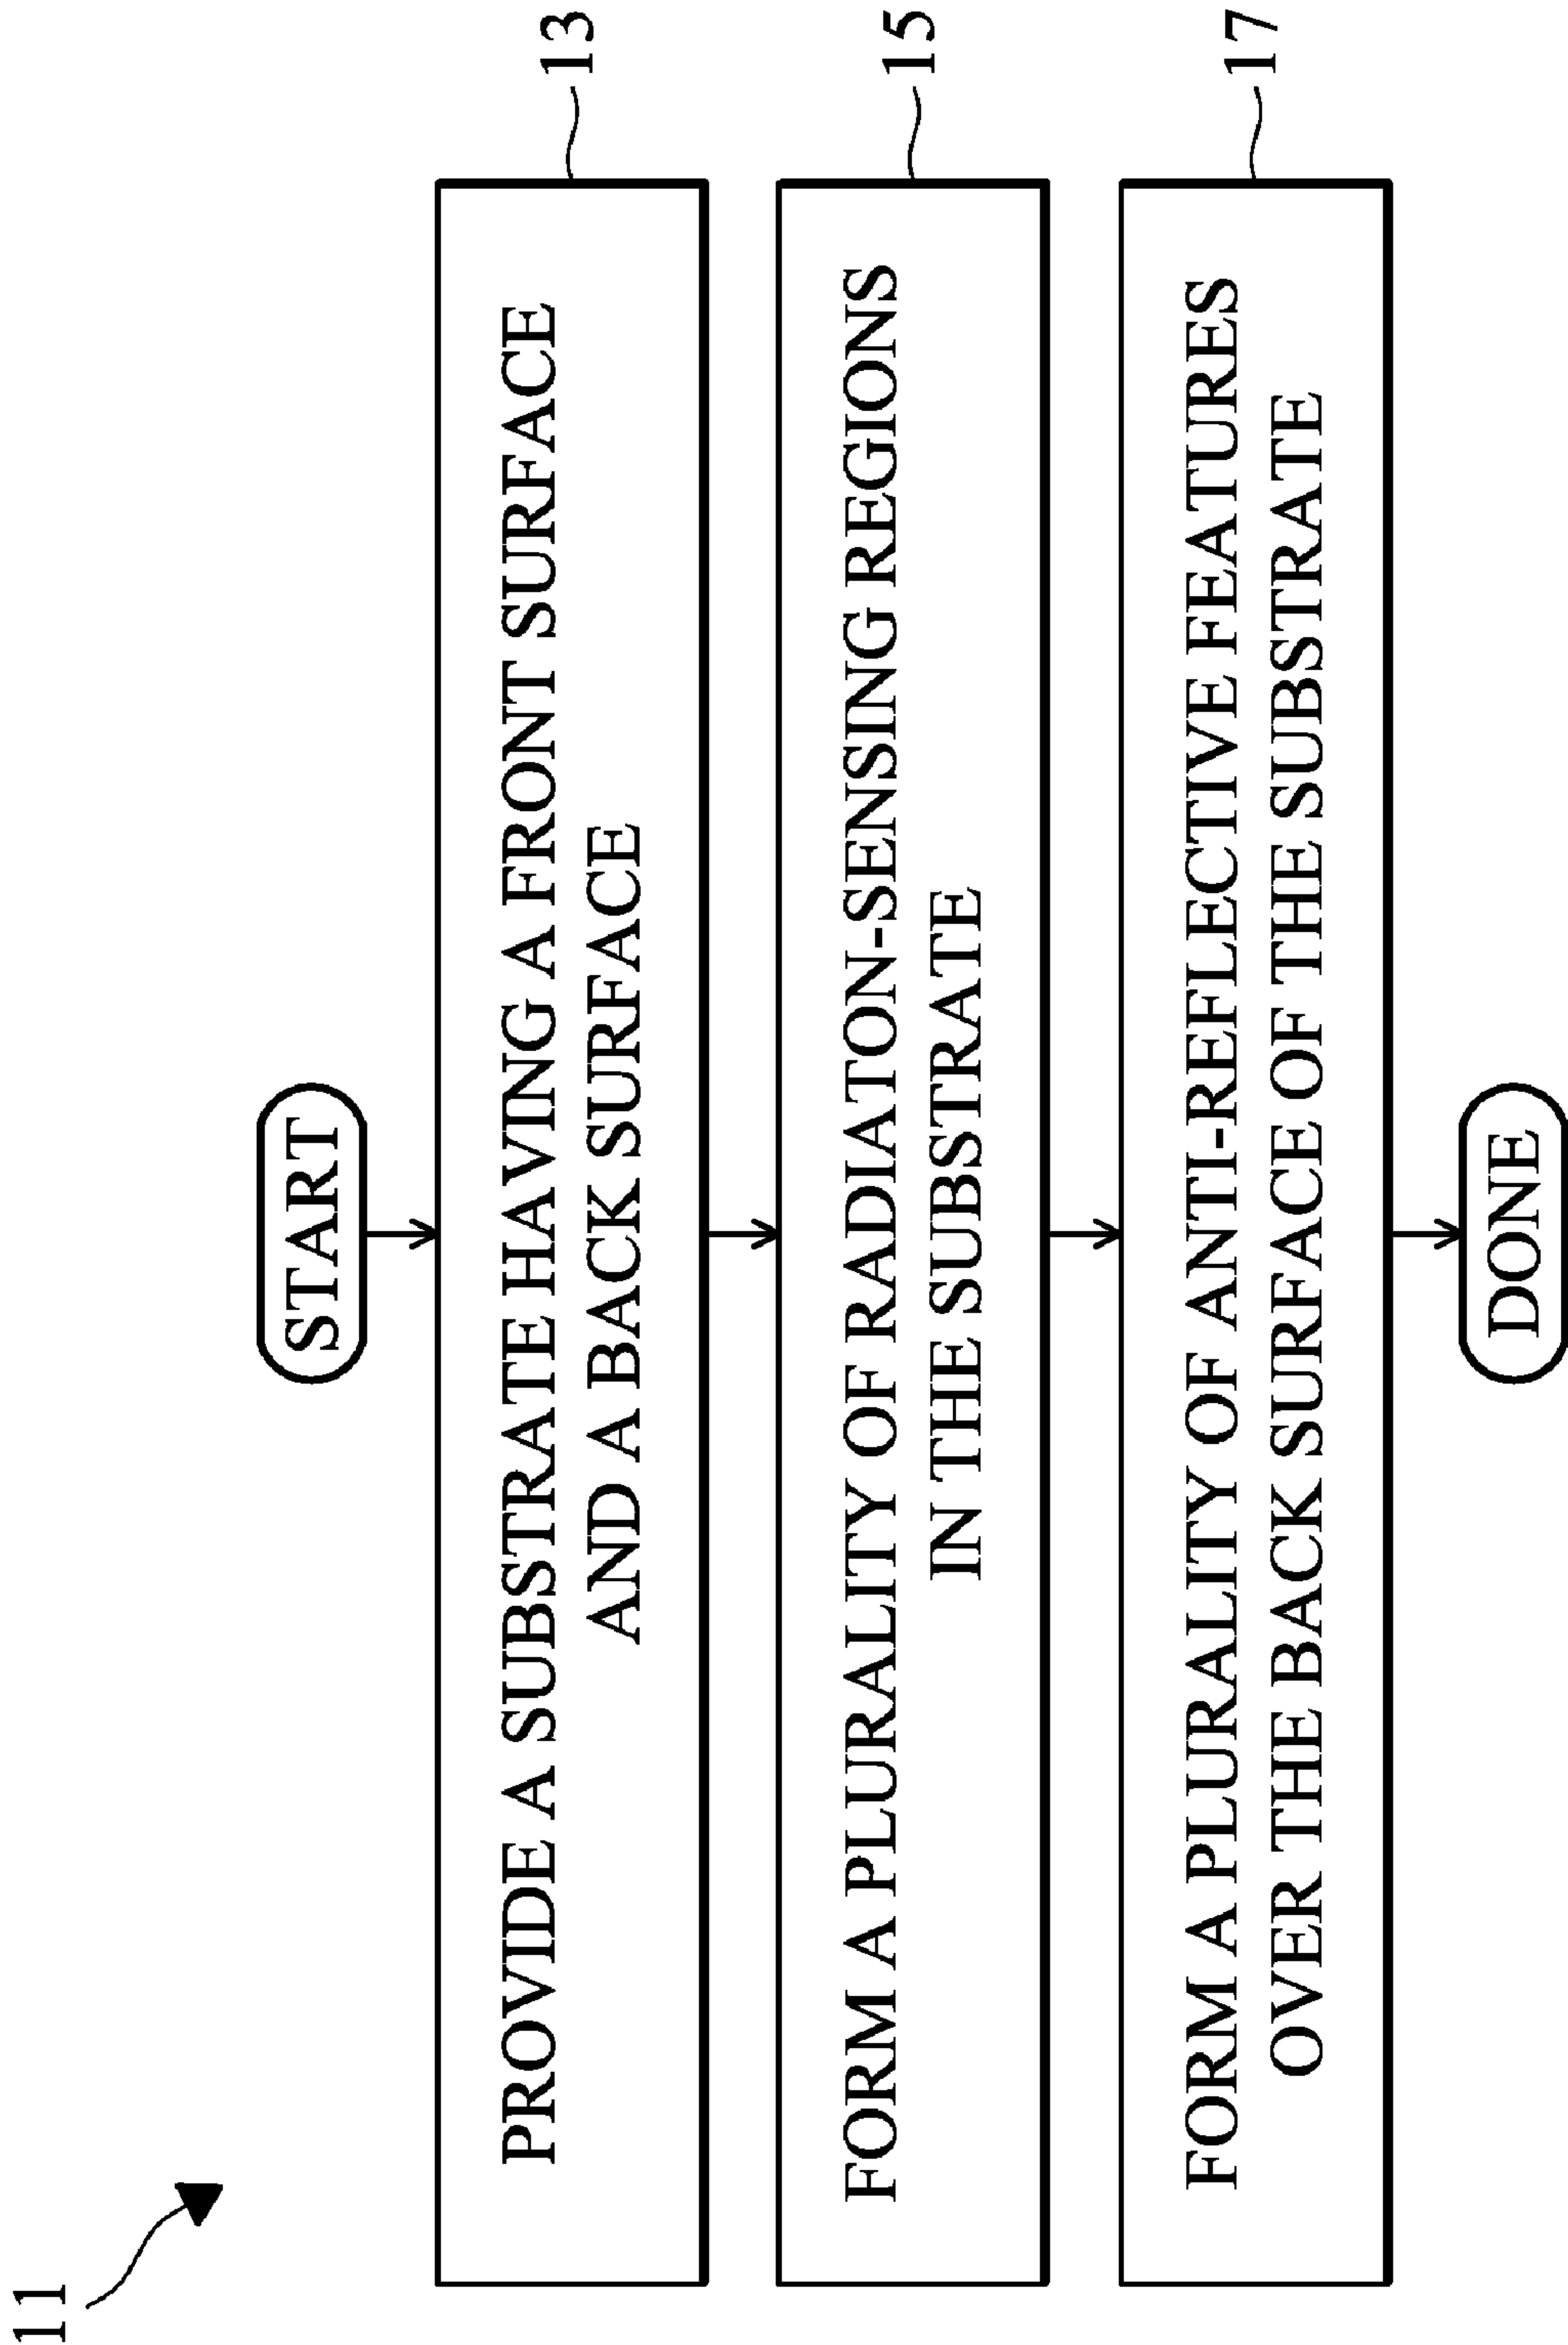 11
START
PROVIDE A SUBSTRATE HAVING A FRONT SURFACE
AND A BACK SURFACE
13
FORM A PLURALITY OF RADIATON-SENSING REGIONS
IN THE SUBSTRATE
15
FORM A PLURALITY OF ANTI-REFLECTIVE FEATURES
OVER THE BACK SURFACE OF THE SUBSTRATE
17
DONE